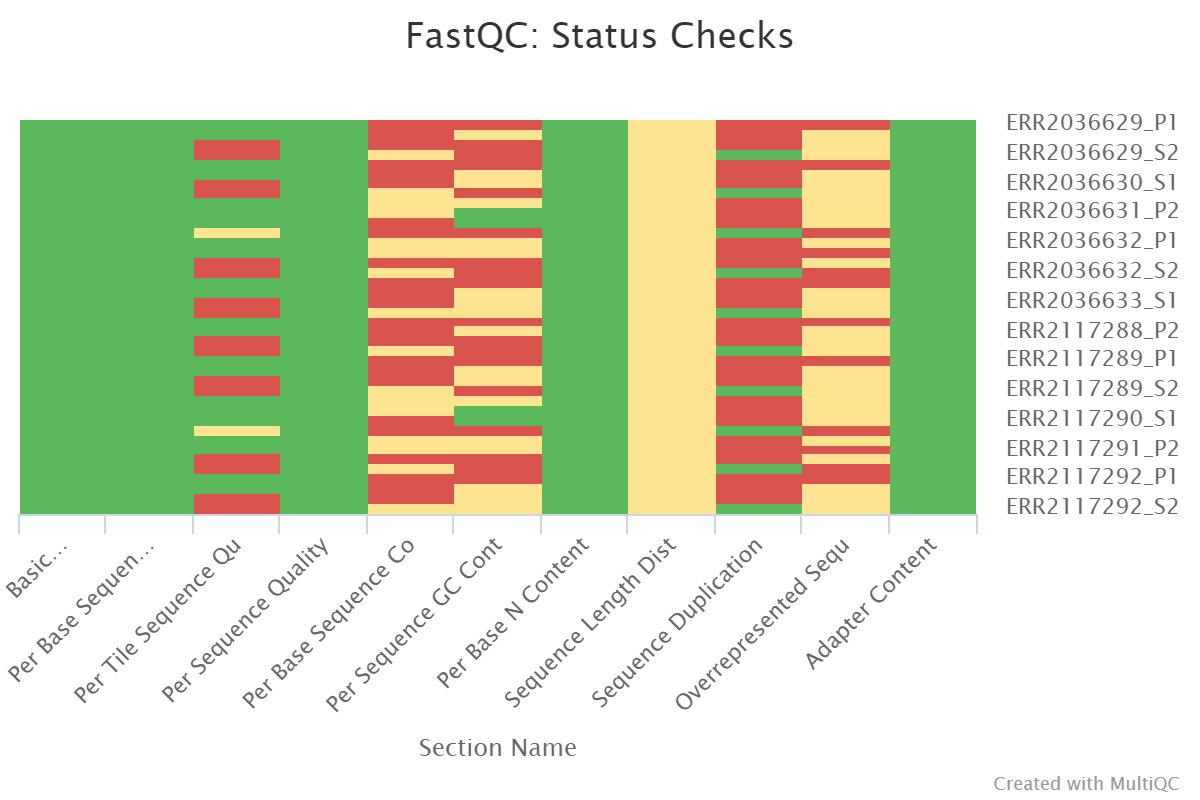 FastQC: Status Checks
ERR2036629_P1
ERR2036629_S2
ERR2036630_S1
ERR2036631_P2
ERR2036632_P1
ERR2036632_S2
ERR2036633_S1
ERR2117288_P2
ERR2117289_P1
ERR2117289_S2
ERR2117290_S1
ERR2117291_P2
ERR2117292_P1
ERR2117292_S2
Basic...
Per Base Sequen...
Per Tile Sequence Qu
Per Sequence Quality
Per Base Sequence Co
Per Sequence GC Cont
Per Base N Content
Sequence Length Dist
Sequence Duplication
Overrepresented Sequ
Adapter Content
Section Name
Created with MultiQC